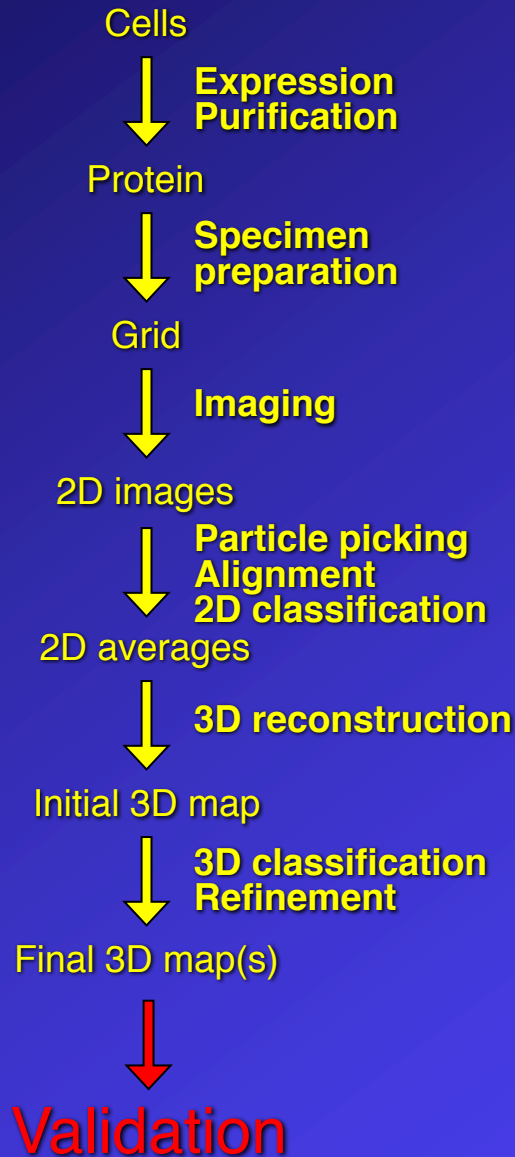 Cells
Expression
Purification
Protein
Specimen
preparation
Grid
Imaging
2D images
Particle picking
Alignment
2D classification
2D averages
3D reconstruction
Initial 3D map
3D classification
Refinement
Final 3D map(s)
Validation